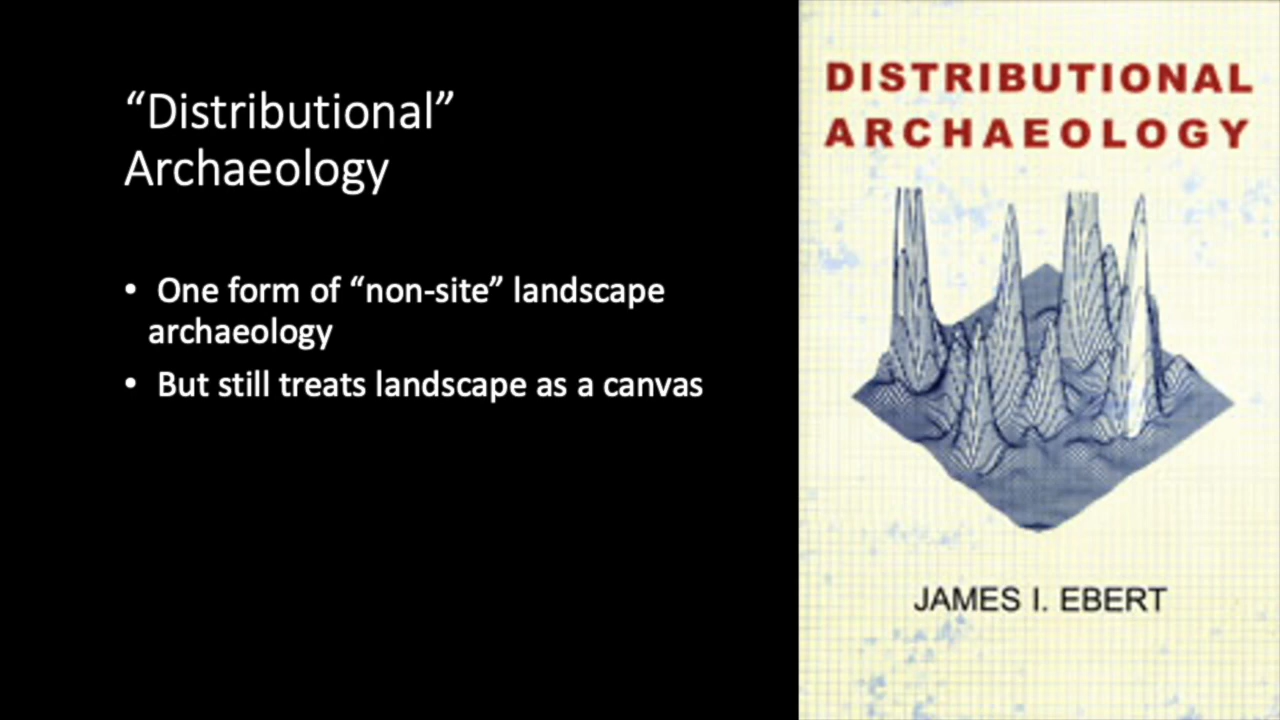 “Distributional”
Archaeology
• One form of “non-site” landscape
archaeology
• But still treats landscape as a canvas
DISTRIBUTIONAL
ARCHAEOLOGY
JAMES I. EBERT